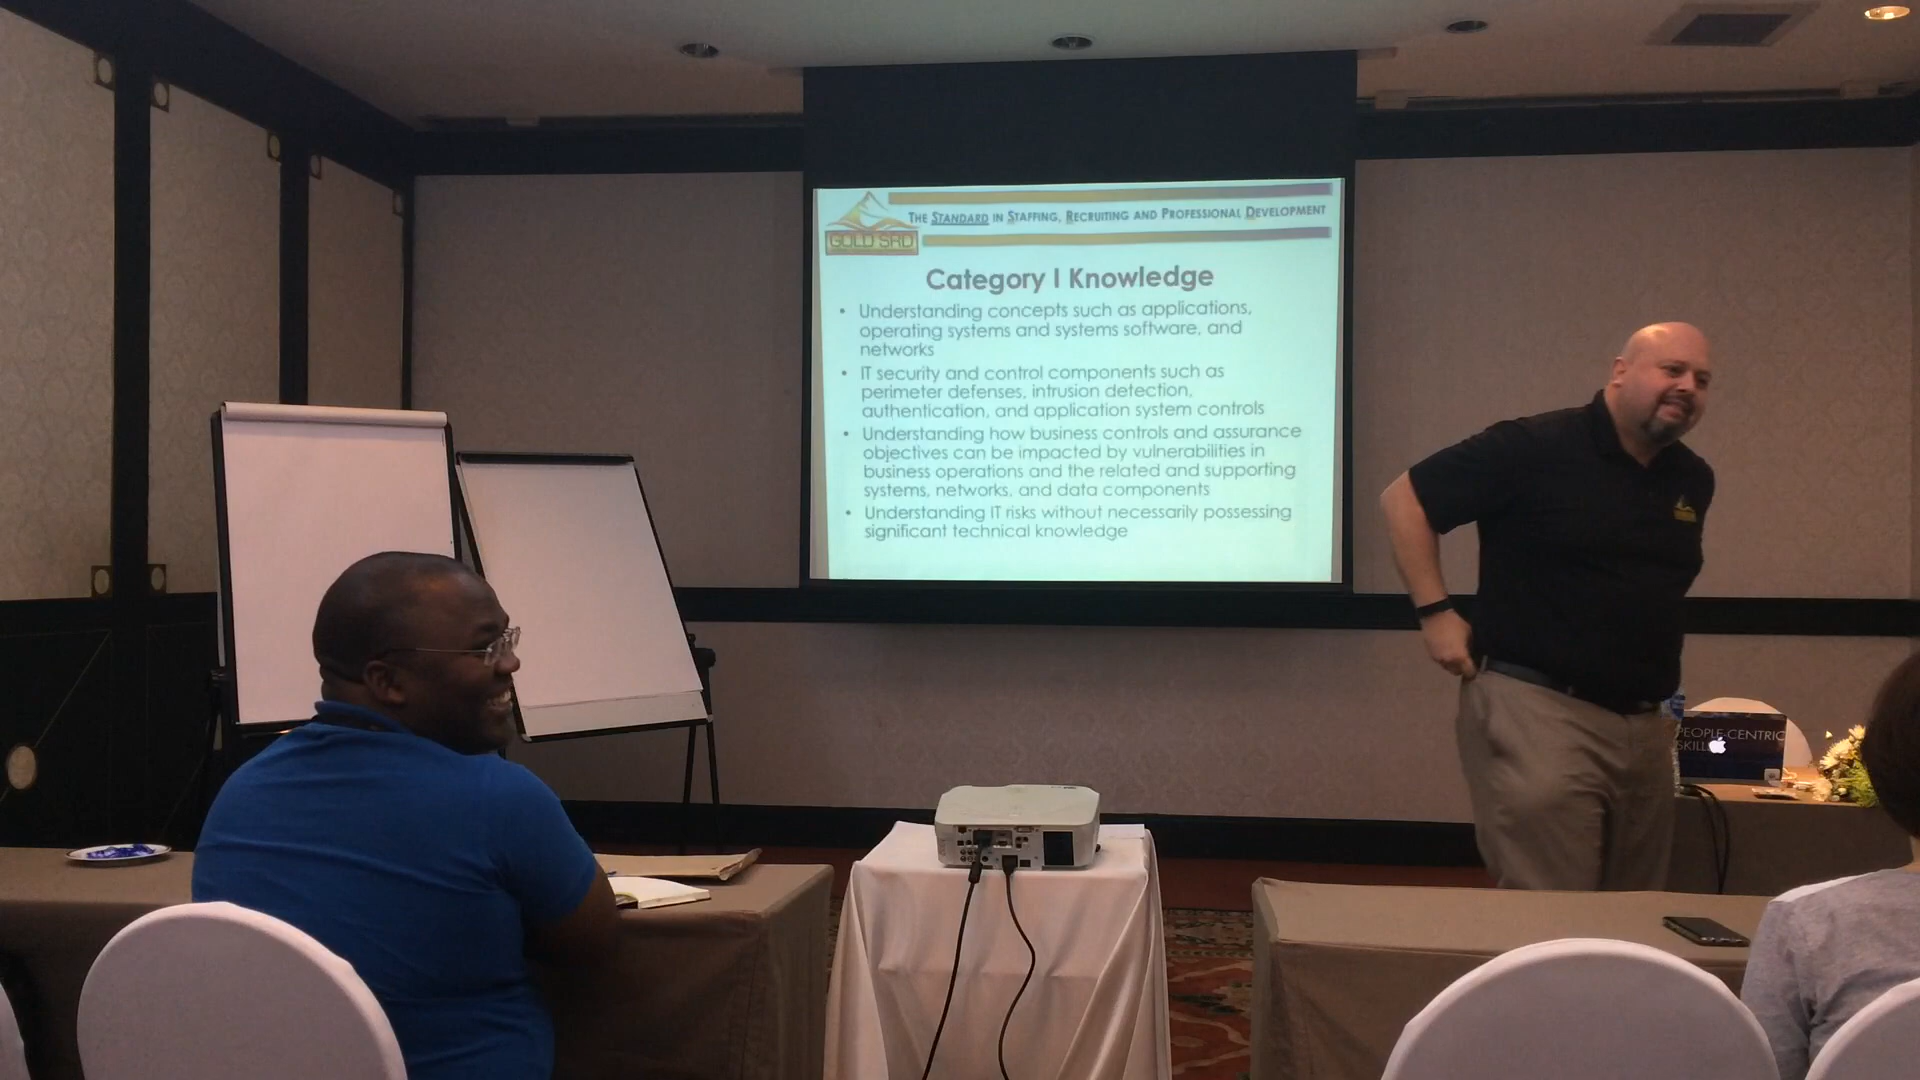 THE STANDARD IN STAFFING, RECRUITING AND PROFESSIONAL DEVELOPMENT
GOLD SRD
Category I Knowledge
• Understanding concepts such as applications,
operating systems and systems software, and
networks
• IT security and control components such as
perimeter defenses, intrusion detection,
authentication, and application system controls
• Understanding how business controls and assurance
objectives can be impacted by vulnerabilities in
business operations and the related and supporting
systems, networks, and data components
• Understanding IT risks without necessarily possessing
significant technical knowledge
PEOPLE-CENTRIC
SKILL